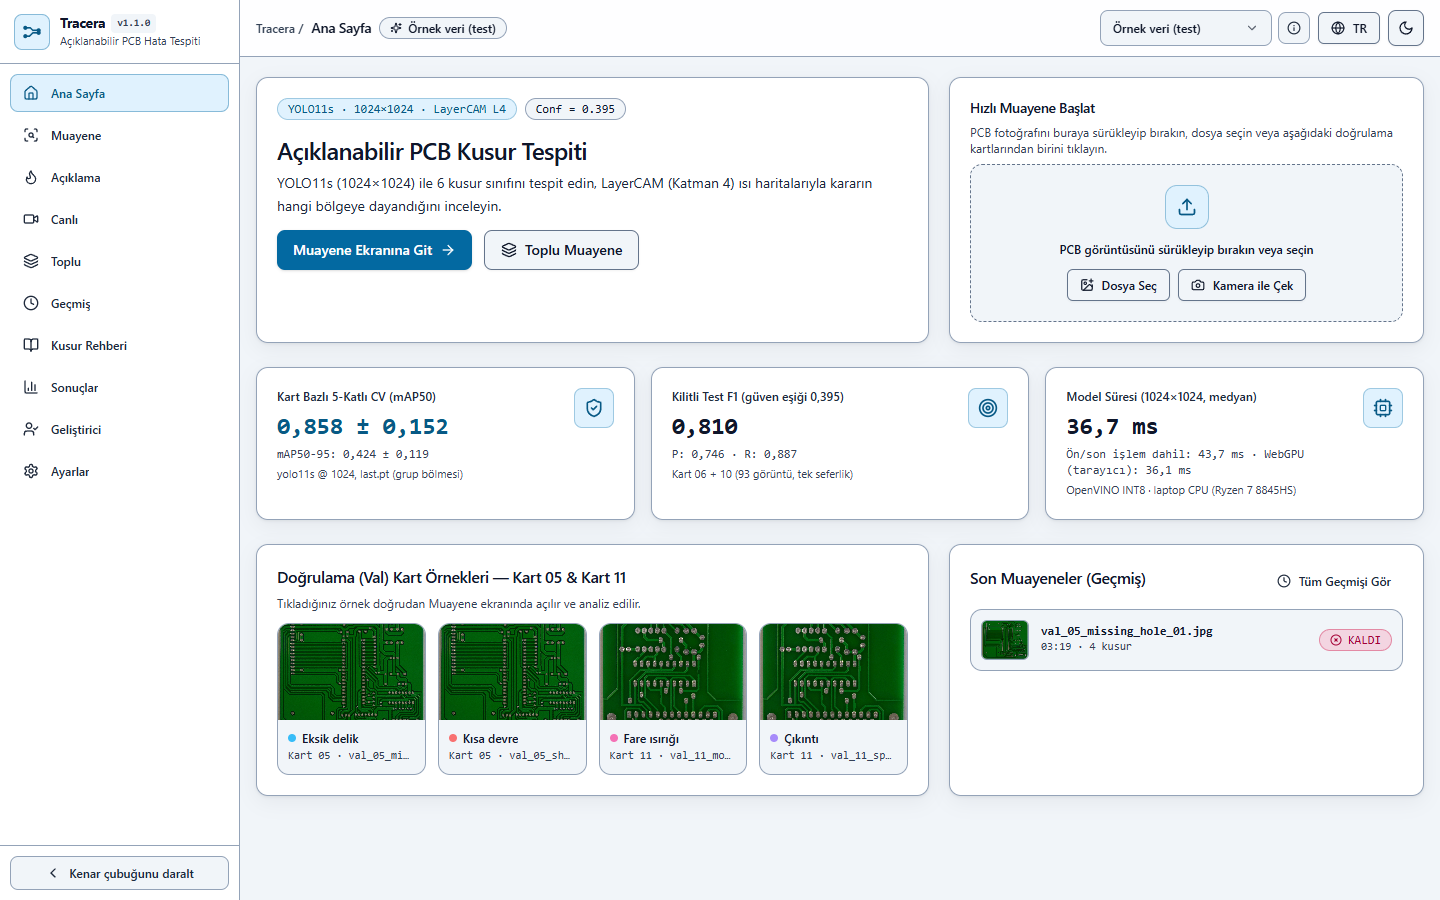 Tracera v1.1.0
Açıklanabilir PCB Hata Tespiti
Ana Sayfa
Muayene
Açıklama
Canlı
Toplu
Geçmiş
Kusur Rehberi
Sonuçlar
Geliştirici
Ayarlar
Kenar çubuğunu daralt
Tracera / Ana Sayfa Örnek veri (test)
Örnek veri (test)
TR
YOLO11s · 1024×1024 · LayerCAM L4
Conf = 0.395
Açıklanabilir PCB Kusur Tespiti
YOLO11s (1024×1024) ile 6 kusur sınıfını tespit edin, LayerCAM (Katman 4) ısı haritalarıyla kararın
hangi bölgeye dayandığını inceleyin.
Muayene Ekranına Git
Toplu Muayene
Hızlı Muayene Başlat
PCB fotoğrafını buraya sürükleyip bırakın, dosya seçin veya aşağıdaki doğrulama
kartlarından birini tıklayın.
PCB görüntüsünü sürükleyip bırakın veya seçin
Dosya Seç
Kamera ile Çek
Kart Bazlı 5-Katlı CV (mAP50)
0,858 ± 0,152
mAP50-95: 0,424 ± 0,119
yolo11s @ 1024, last.pt (grup bölmesi)
Kilitli Test F1 (güven eşiği 0,395)
0,810
P: 0,746 · R: 0,887
Kart 06 + 10 (93 görüntü, tek seferlik)
Model Süresi (1024×1024, medyan)
36,7 ms
Ön/son işlem dahil: 43,7 ms · WebGPU
(tarayıcı): 36,1 ms
OpenVINO INT8 · laptop CPU (Ryzen 7 8845HS)
Doğrulama (Val) Kart Örnekleri — Kart 05 & Kart 11
Tıkladığınız örnek doğrudan Muayene ekranında açılır ve analiz edilir.
Eksik delik
Kart 05 · val_05_mi…
Kısa devre
Kart 05 · val_05_sh…
Fare ısırığı
Kart 11 · val_11_mo…
Çıkıntı
Kart 11 · val_11_sp…
Son Muayeneler (Geçmiş)
Tüm Geçmişi Gör
val_05_missing_hole_01.jpg
03:19 · 4 kusur
KALDI